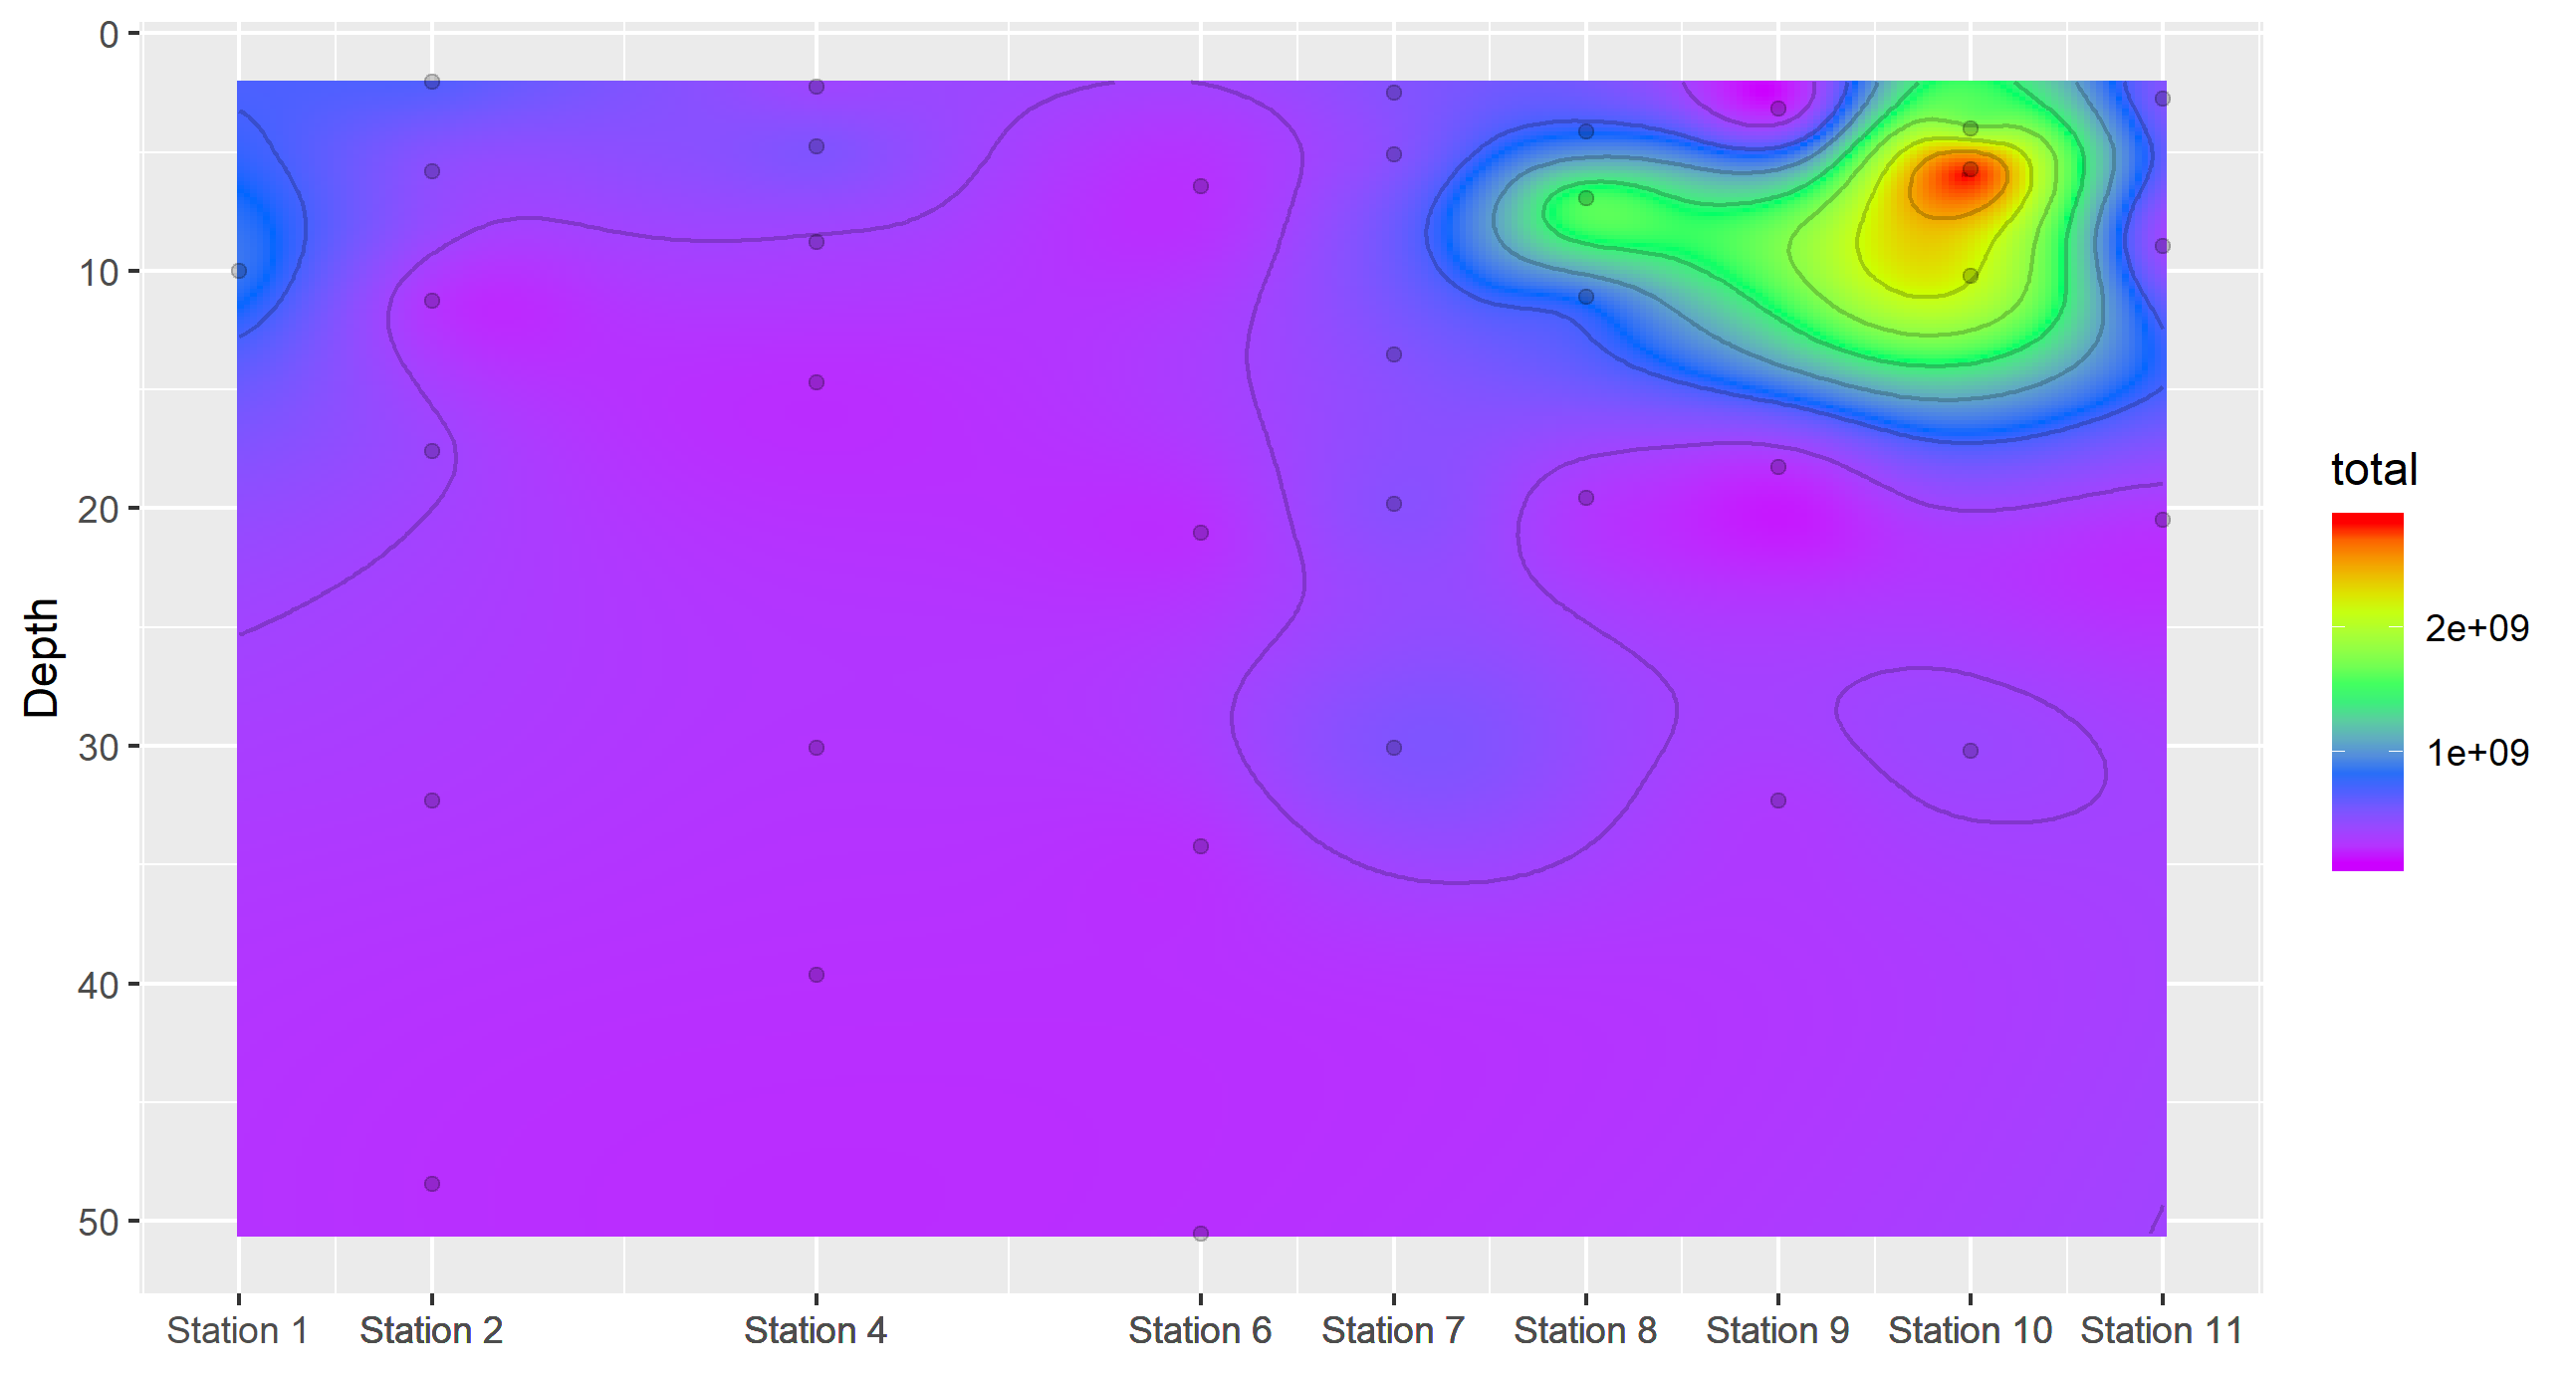 0
10
20
30
40
50
Depth
Station 1
Station 2
Station 4
Station 6
Station 7
Station 8
Station 9
Station 10
Station 11
total
2e+09
1e+09